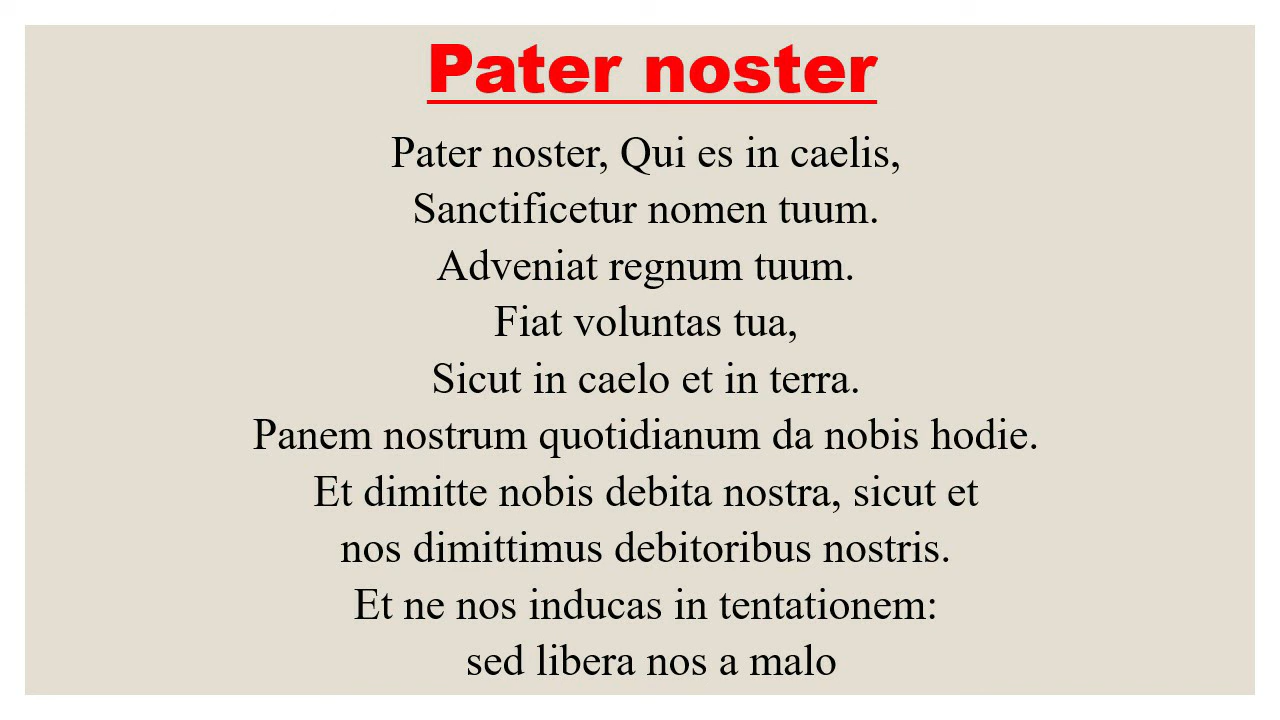 Pater noster
Pater noster, Qui es in caelis,
Sanctificetur nomen tuum.
Adveniat regnum tuum.
Fiat voluntas tua,
Sicut in caelo et in terra.
Panem nostrum quotidianum da nobis hodie.
Et dimitte nobis debita nostra, sicut et
nos dimittimus debitoribus nostris.
Et ne nos inducas in tentationem:
sed libera nos a malo